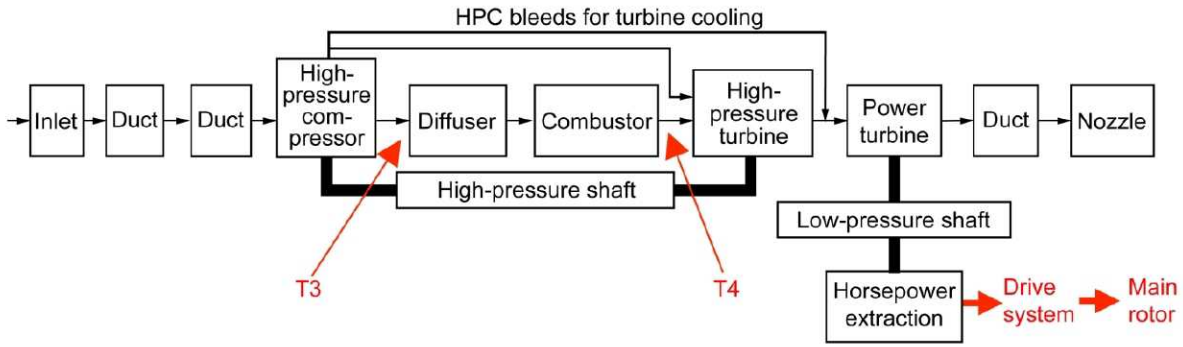 HPC bleeds for turbine cooling
Inlet
Duct
Duct
High-
pressure
com-
pressor
Diffuser
Combustor
High-
pressure
turbine
Power
turbine
Duct
Nozzle
High-pressure shaft
Low-pressure shaft
T3
T4
Horsepower
extraction
Drive
system
Main
rotor